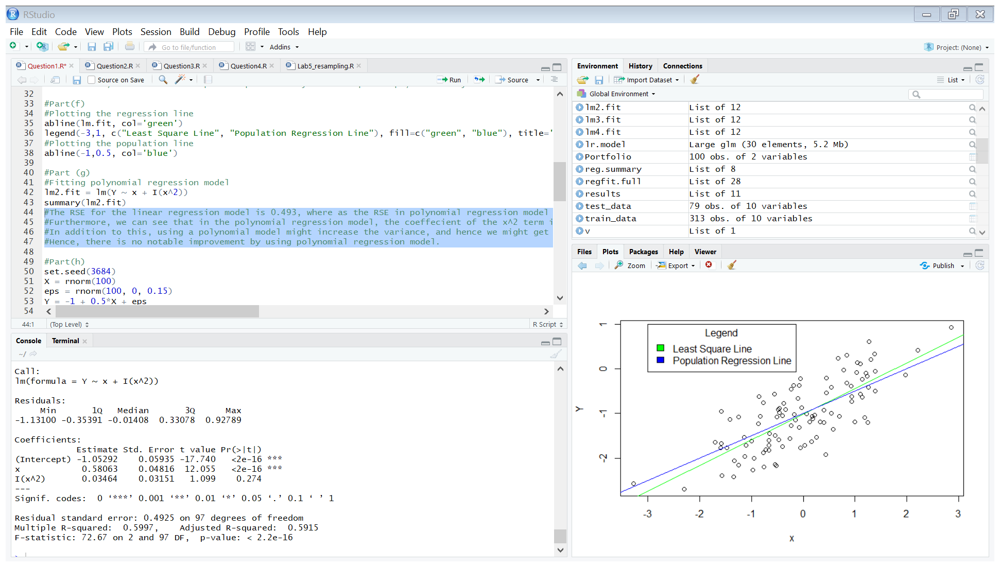 RStudio
File Edit Code View Plots Session Build Debug Profile Tools Help
Go to file/function Addins Project: (None)
Question1.R* Question2.R Question3.R Question4.R Lab5_resampling.R
Source on Save Run Source
32
33 #Part(f)
34 #Plotting the regression line
35 abline(lm.fit, col='green')
36 legend(-3,1, c("Least Square Line", "Population Regression Line"), fill=c("green", "blue"), title='
37 #Plotting the population line
38 abline(-1,0.5, col='blue')
39
40 #Part (g)
41 #Fitting polynomial regression model
42 lm2.fit = lm(Y ~ x + I(x^2))
43 summary(lm2.fit)
44 #The RSE for the linear regression model is 0.493, where as the RSE in polynomial regression model
45 #Furthermore, we can see that in the polynomial regression model, the coeffecient of the x^2 term i
46 #In addition to this, using a polynomial model might increase the variance, and hence we might get
47 #Hence, there is no notable improvement by using polynomial regression model.
48
49 #Part(h)
50 set.seed(3684)
51 X = rnorm(100)
52 eps = rnorm(100, 0, 0.15)
53 Y = -1 + 0.5*X + eps
54
44:1 (Top Level) R Script
Console Terminal
~/
Call:
lm(formula = Y ~ x + I(x^2))
Residuals:
Min 1Q Median 3Q Max
-1.13100 -0.35391 -0.01408 0.33078 0.92789
Coefficients:
Estimate Std. Error t value Pr(>|t|)
(Intercept) -1.05292 0.05935 -17.740 <2e-16 ***
x 0.58063 0.04816 12.055 <2e-16 ***
I(x^2) 0.03464 0.03151 1.099 0.274
---
Signif. codes: 0 ‘***’ 0.001 ‘**’ 0.01 ‘*’ 0.05 ‘.’ 0.1 ‘ ’ 1
Residual standard error: 0.4925 on 97 degrees of freedom
Multiple R-squared: 0.5997, Adjusted R-squared: 0.5915
F-statistic: 72.67 on 2 and 97 DF, p-value: < 2.2e-16
Environment History Connections
Import Dataset List
Global Environment
lm2.fit List of 12
lm3.fit List of 12
lm4.fit List of 12
lr.model Large glm (30 elements, 5.2 Mb)
Portfolio 100 obs. of 2 variables
reg.summary List of 8
regfit.full List of 28
results List of 11
test_data 79 obs. of 10 variables
train_data 313 obs. of 10 variables
v List of 1
Files Plots Packages Help Viewer
Zoom Export Publish
Legend
Least Square Line
Population Regression Line
1
0
-1
-2
Y
-3 -2 -1 0 1 2 3
x